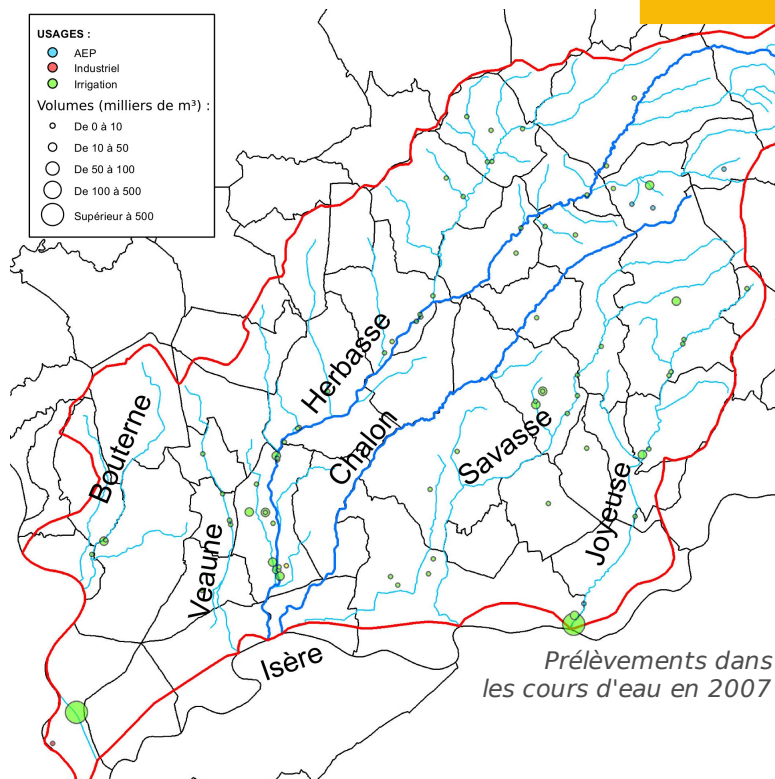 USAGES :
AEP
Industriel
Irrigation
Volumes (milliers de m³) :
De 0 à 10
De 10 à 50
De 50 à 100
De 100 à 500
Supérieur à 500
Herbasse
Bouterne
Chalon
Savasse
Joyeuse
Veaune
Isère
Prélèvements dans
les cours d'eau en 2007